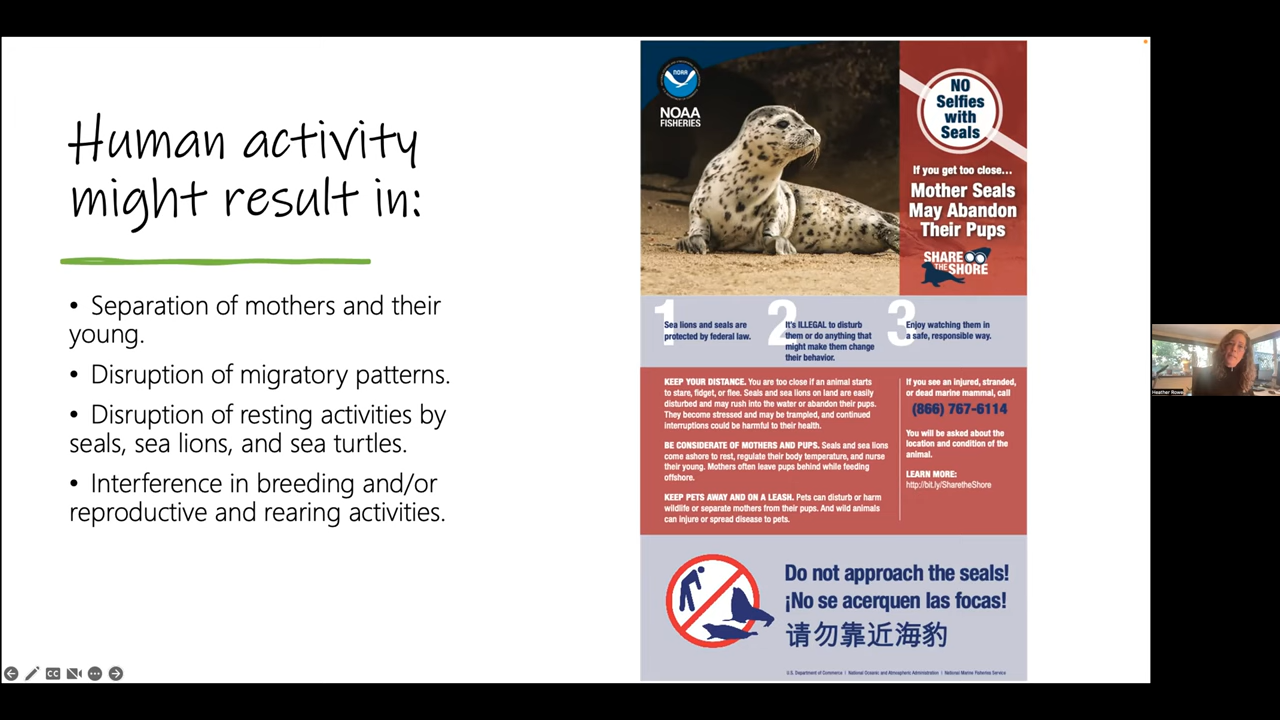 Human activity
might result in:
• Separation of mothers and their
young.
• Disruption of migratory patterns.
• Disruption of resting activities by
seals, sea lions, and sea turtles.
• Interference in breeding and/or
reproductive and rearing activities.
NOAA
NOAA
FISHERIES
NO
Selfies
with
Seals
If you get too close...
Mother Seals
May Abandon
Their Pups
SHARE
THE SHORE
1
Sea lions and seals are
protected by federal law.
2
It's ILLEGAL to disturb
them or do anything that
might make them change
their behavior.
3
Enjoy watching them in
a safe, responsible way.
KEEP YOUR DISTANCE. You are too close if an animal starts
to stare, fidget, or flee. Seals and sea lions on land are easily
disturbed and may rush into the water or abandon their pups.
They become stressed and may be trampled, and continued
interruptions could be harmful to their health.
BE CONSIDERATE OF MOTHERS AND PUPS. Seals and sea lions
come ashore to rest, regulate their body temperature, and nurse
their young. Mothers often leave pups behind while feeding
offshore.
KEEP PETS AWAY AND ON A LEASH. Pets can disturb or harm
wildlife or separate mothers from their pups. And wild animals
can injure or spread disease to pets.
If you see an injured, stranded,
or dead marine mammal, call
(866) 767-6114
You will be asked about the
location and condition of the
animal.
LEARN MORE:
http://bit.ly/SharetheShore
Do not approach the seals!
¡No se acerquen las focas!
请勿靠近海豹
U.S. Department of Commerce | National Oceanic and Atmospheric Administration | National Marine Fisheries Service
CC
Heather Rowe